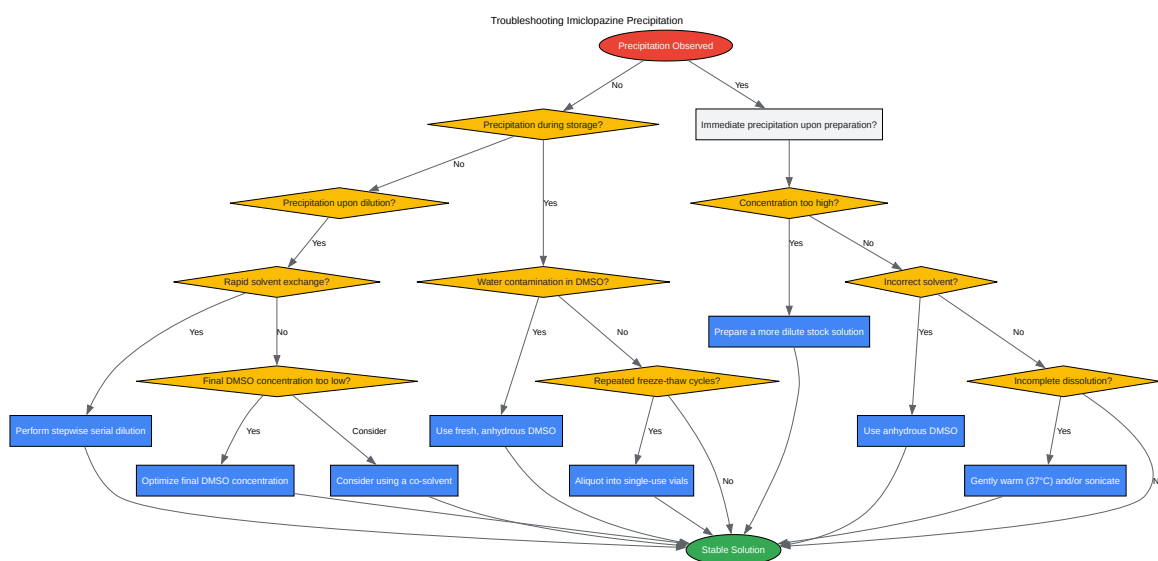 Troubleshooting Imiclopazine Precipitation
Precipitation Observed
No
Yes
Precipitation during storage?
Immediate precipitation upon preparation?
No
Yes
Precipitation upon dilution?
Concentration too high?
Yes
Yes
No
Rapid solvent exchange?
Water contamination in DMSO?
Incorrect solvent?
Yes
No
Yes
No
Prepare a more dilute stock solution
Yes
No
Final DMSO concentration too low?
Repeated freeze-thaw cycles?
Incomplete dissolution?
Perform stepwise serial dilution
Yes
Consider
Use fresh, anhydrous DMSO
Yes
Use anhydrous DMSO
Yes
Optimize final DMSO concentration
Consider using a co-solvent
Aliquot into single-use vials
No
Gently warm (37°C) and/or sonicate
Stable Solution